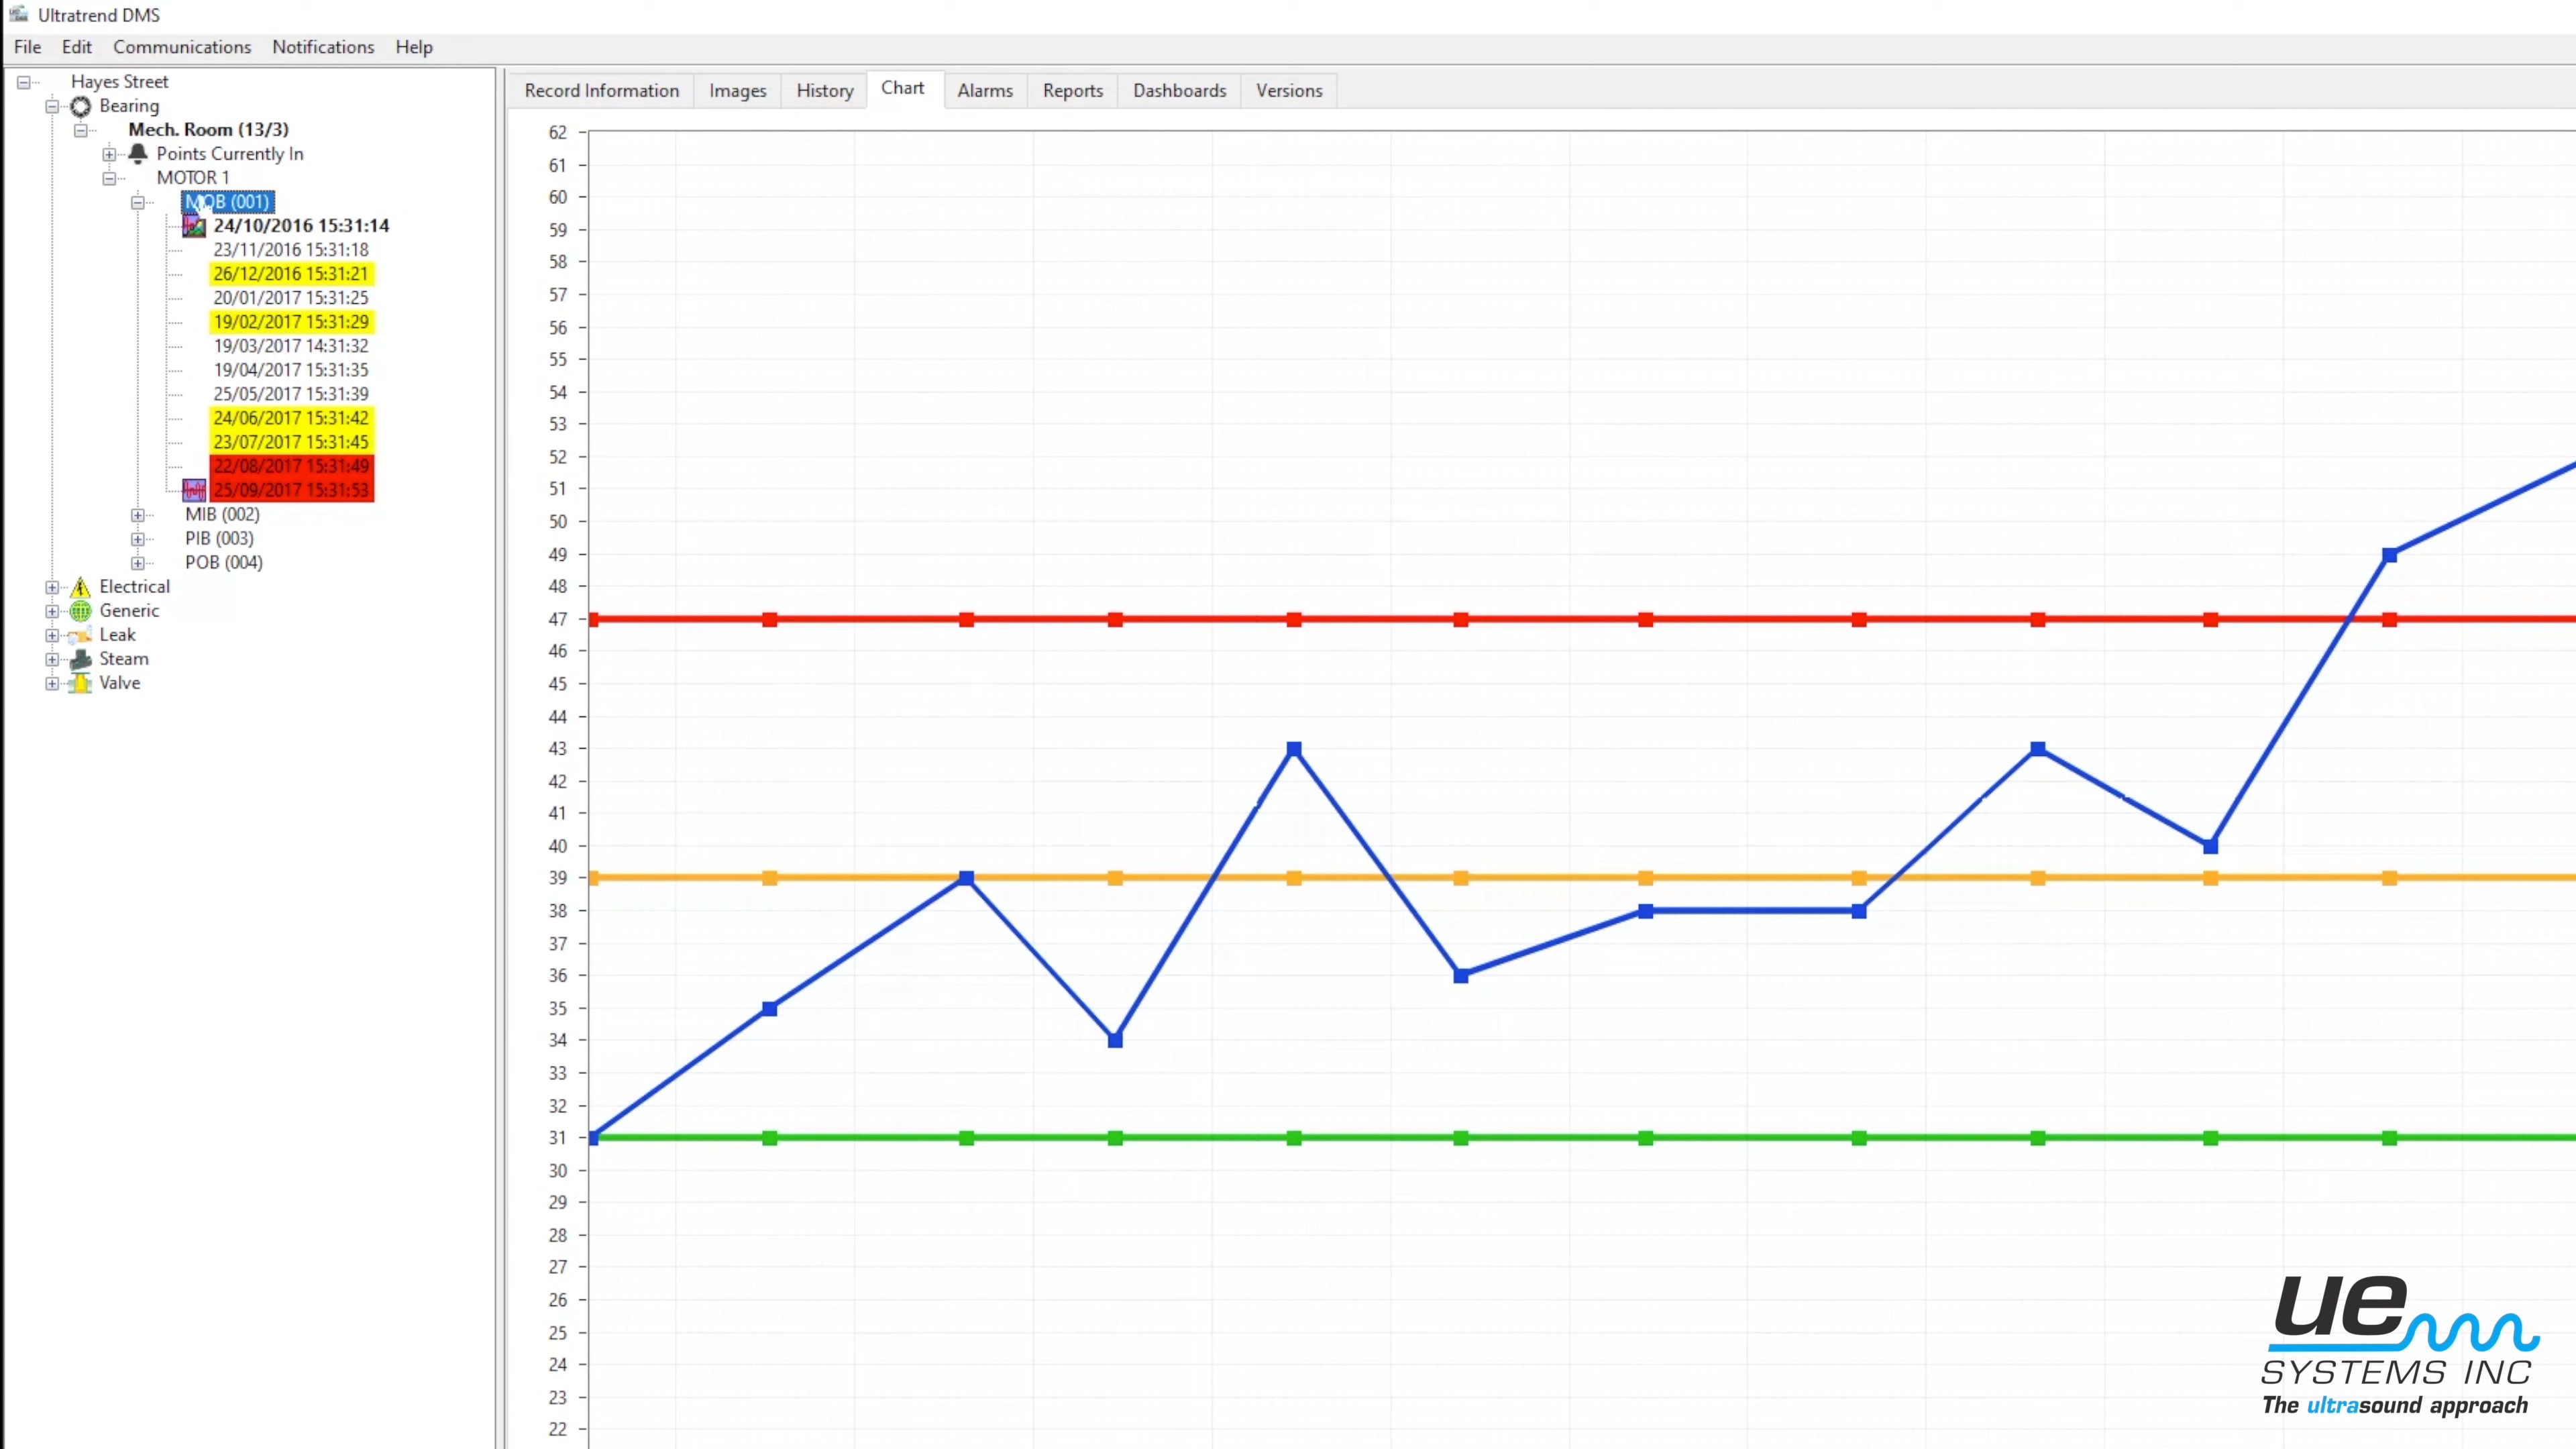 Ultratrend DMS
File Edit Communications Notifications Help
Hayes Street
Bearing
Mech. Room (13/3)
Points Currently In
MOTOR 1
MOB (001)
24/10/2016 15:31:14
23/11/2016 15:31:18
26/12/2016 15:31:21
20/01/2017 15:31:25
19/02/2017 15:31:29
19/03/2017 14:31:32
19/04/2017 15:31:35
25/05/2017 15:31:39
24/06/2017 15:31:42
23/07/2017 15:31:45
22/08/2017 15:31:49
25/09/2017 15:31:53
MIB (002)
PIB (003)
POB (004)
Electrical
Generic
Leak
Steam
Valve
Record Information Images History Chart Alarms Reports Dashboards Versions
62
61
60
59
58
57
56
55
54
53
52
51
50
49
48
47
46
45
44
43
42
41
40
39
38
37
36
35
34
33
32
31
30
29
28
27
26
25
24
23
22
ue
SYSTEMS INC
The ultrasound approach